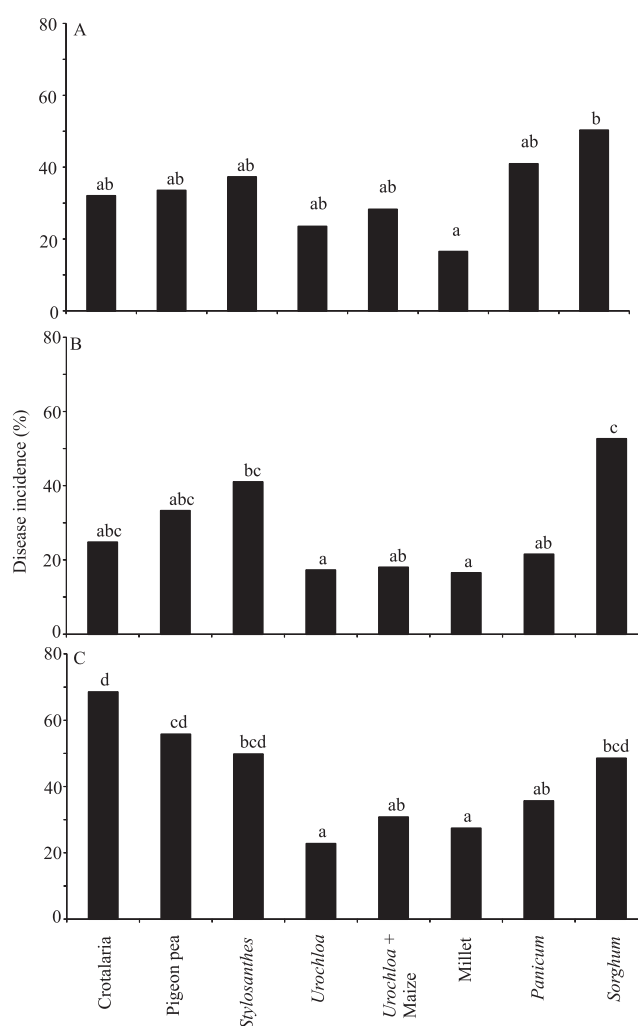 A
80
60
40
20
0
ab
ab
ab
ab
ab
a
ab
b
B
80
60
40
20
0
abc
abc
bc
a
ab
a
ab
c
Disease incidence (%)
C
80
60
40
20
0
d
cd
bcd
a
ab
a
ab
bcd
Crotalaria
Pigeon pea
Stylosanthes
Urochloa
Urochloa +
Maize
Millet
Panicum
Sorghum